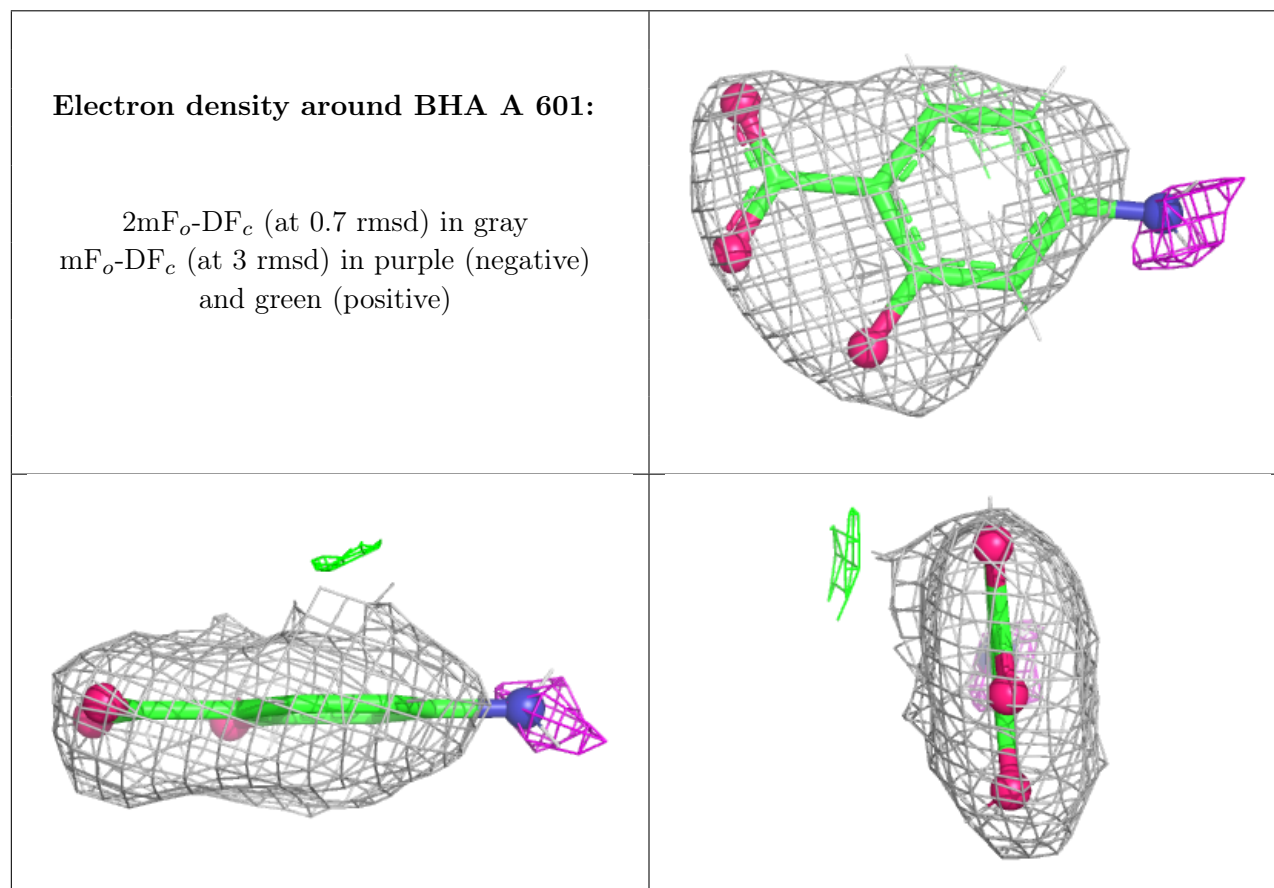 Electron density around BHA A 601:
2mFₒ-DF𝒸 (at 0.7 rmsd) in gray
mFₒ-DF𝒸 (at 3 rmsd) in purple (negative)
and green (positive)